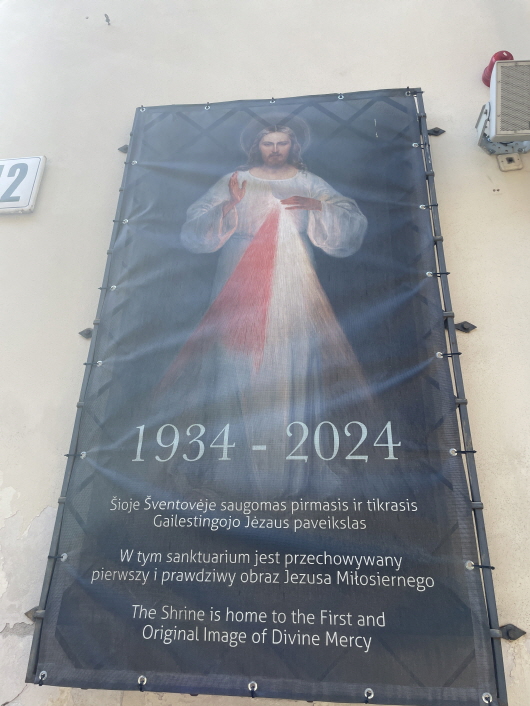 12
1934 - 2024
Šioje Šventovėje saugomas pirmasis ir tikrasis
Gailestingojo Jėzaus paveikslas
W tym sanktuarium jest przechowywany
pierwszy i prawdziwy obraz Jezusa Miłosiernego
The Shrine is home to the First and
Original Image of Divine Mercy